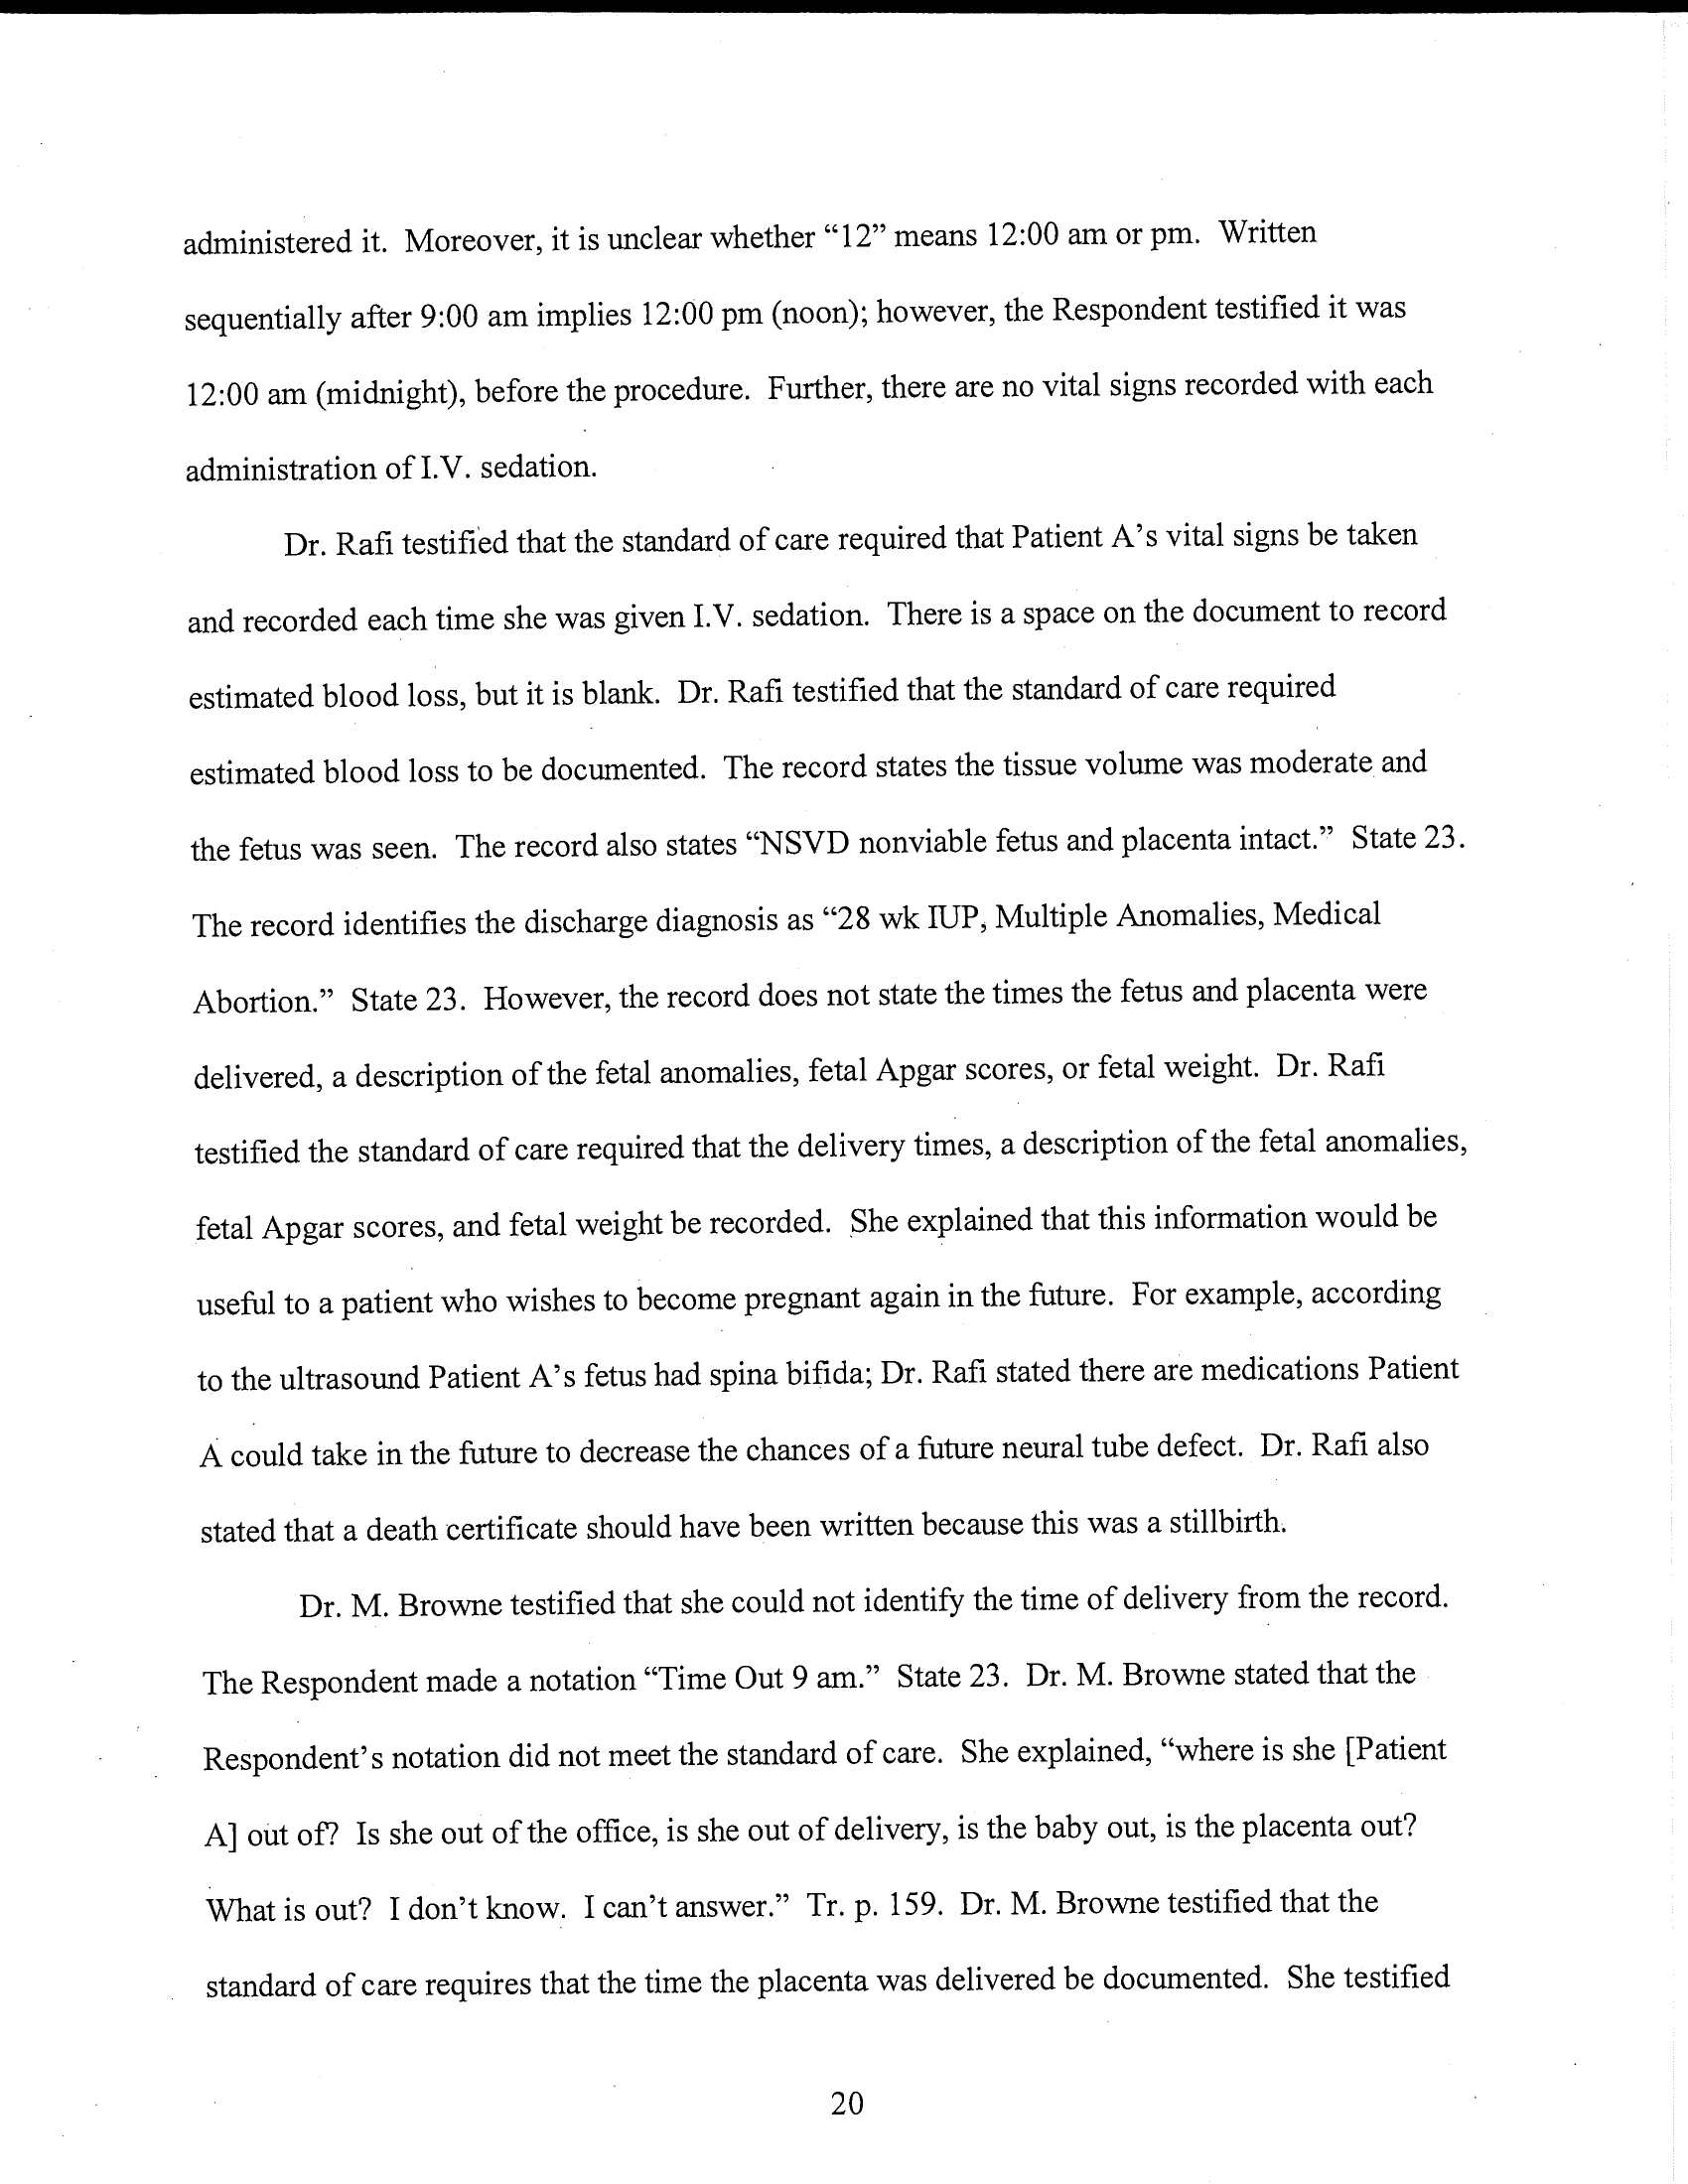 administered it. Moreover, it is unclear whether “12” means 12:00 am or pm. Written
sequentially after 9:00 am implies 12:00 pm (noon); however, the Respondent testified it was
12:00 am (midnight), before the procedure. Further, there are no vital signs recorded with each
administration of I.V. sedation.
Dr. Rafi testified that the standard of care required that Patient A’s vital signs be taken
and recorded each time she was given I.V. sedation. There is a space on the document to record
estimated blood loss, but it is blank. Dr. Rafi testified that the standard of care required
estimated blood loss to be documented. The record states the tissue volume was moderate and
the fetus was seen. The record also states “NSVD nonviable fetus and placenta intact.” State 23.
The record identifies the discharge diagnosis as “28 wk IUP, Multiple Anomalies, Medical
Abortion.” State 23. However, the record does not state the times the fetus and placenta were
delivered, a description of the fetal anomalies, fetal Apgar scores, or fetal weight. Dr. Rafi
testified the standard of care required that the delivery times, a description of the fetal anomalies,
fetal Apgar scores, and fetal weight be recorded. She explained that this information would be
useful to a patient who wishes to become pregnant again in the future. For example, according
to the ultrasound Patient A’s fetus had spina bifida; Dr. Rafi stated there are medications Patient
A could take in the future to decrease the chances of a future neural tube defect. Dr. Rafi also
stated that a death certificate should have been written because this was a stillbirth.
Dr. M. Browne testified that she could not identify the time of delivery from the record.
The Respondent made a notation “Time Out 9 am.” State 23. Dr. M. Browne stated that the
Respondent’s notation did not meet the standard of care. She explained, “where is she [Patient
A] out of? Is she out of the office, is she out of delivery, is the baby out, is the placenta out?
What is out? I don’t know. I can’t answer.” Tr. p. 159. Dr. M. Browne testified that the
standard of care requires that the time the placenta was delivered be documented. She testified
20